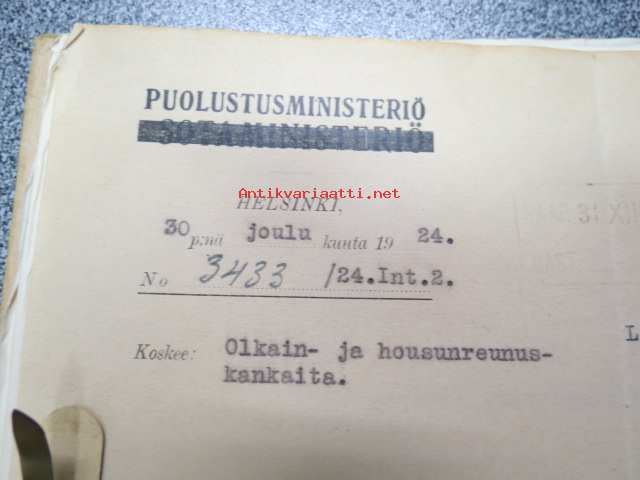 PUOLUSTUSMINISTERIÖ
SOTAMINISTERIÖ
Antikvariaatti.net
HELSINKI,
30 p:nä joulu kuuta 19 24.
No 3433 /24.Int.2.
Koskee: Olkain- ja housunreunus-
kankaita.
L